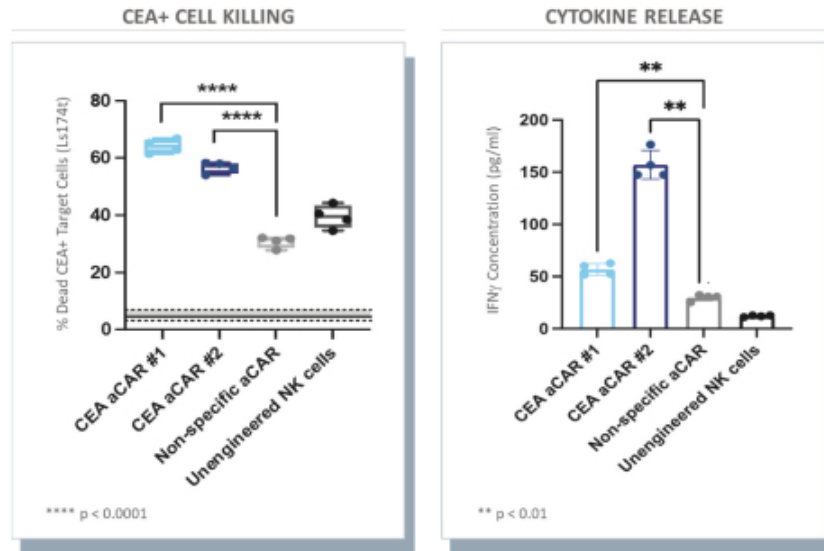 CEA+ CELL KILLING
% Dead CEA+ Target Cells (Ls174t)
80
60
40
20
0
****
****
CEA aCAR #1
CEA aCAR #2
Non-specific aCAR
Unengineered NK cells
**** p < 0.0001
CYTOKINE RELEASE
IFNγ Concentration (pg/ml)
200
150
100
50
0
**
**
CEA aCAR #1
CEA aCAR #2
Non-specific aCAR
Unengineered NK cells
** p < 0.01